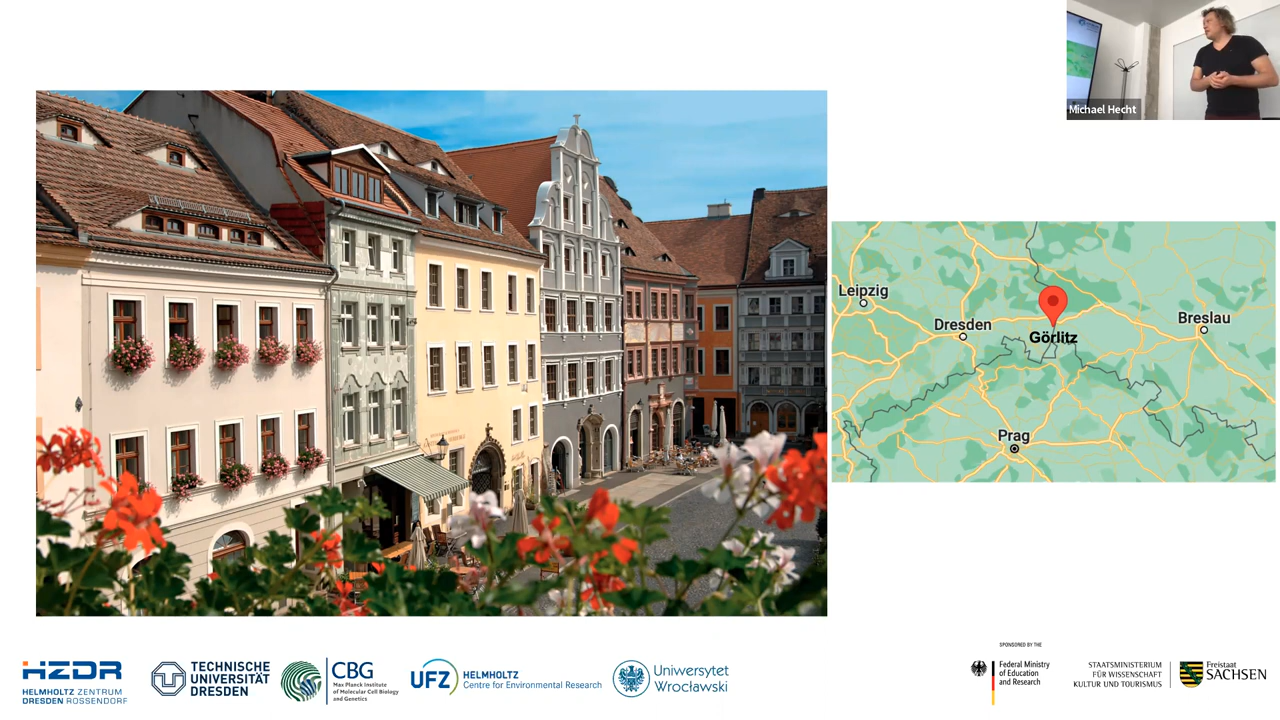 Michael Hecht
Leipzig
Dresden
Görlitz
Breslau
Prag
SPONSORED BY THE
HZDR
HELMHOLTZ ZENTRUM
DRESDEN ROSSENDORF
TECHNISCHE
UNIVERSITÄT
DRESDEN
CBG
Max Planck Institute
of Molecular Cell Biology
and Genetics
UFZ
HELMHOLTZ
Centre for Environmental Research
Uniwersytet
Wrocławski
Federal Ministry
of Education
and Research
STAATSMINISTERIUM
FÜR WISSENSCHAFT
KULTUR UND TOURISMUS
Freistaat
SACHSEN